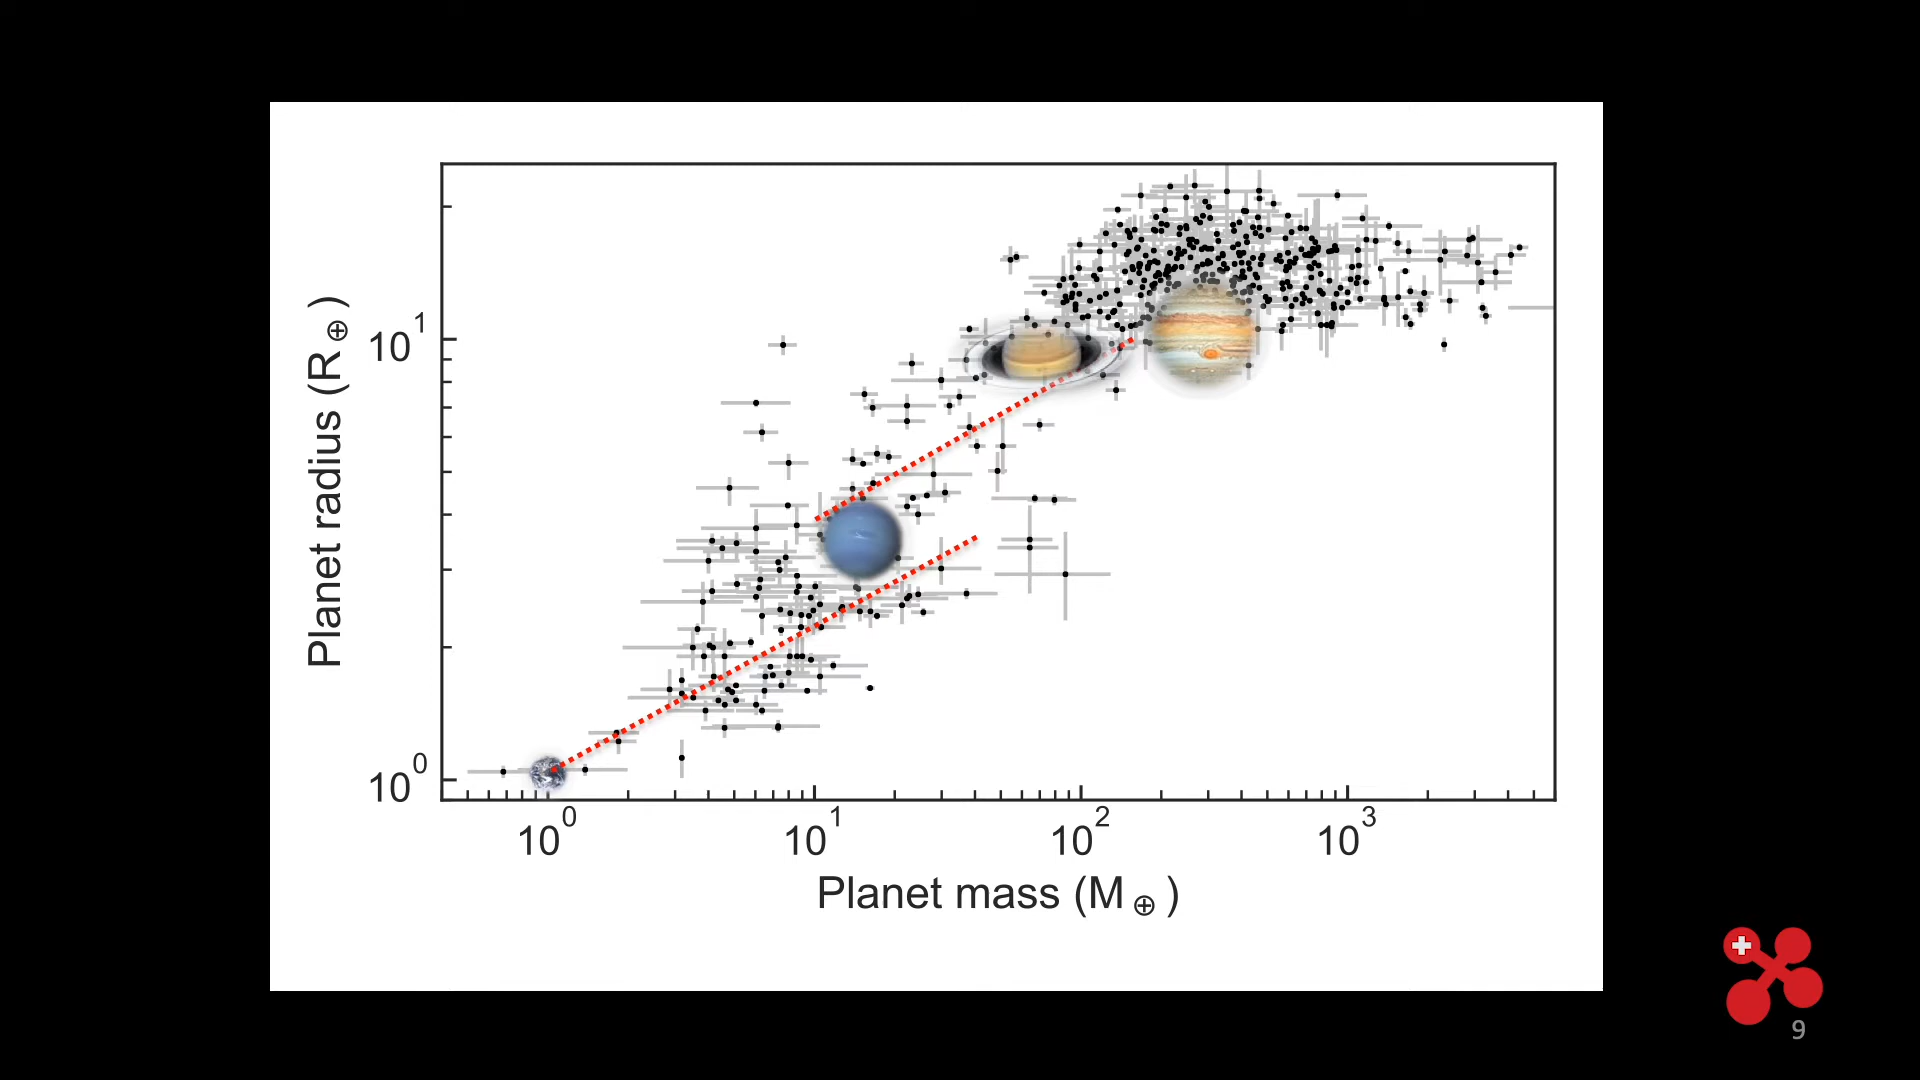 Planet radius (R⊕)
10¹
10⁰
10⁰ 10¹ 10² 10³
Planet mass (M⊕)
9